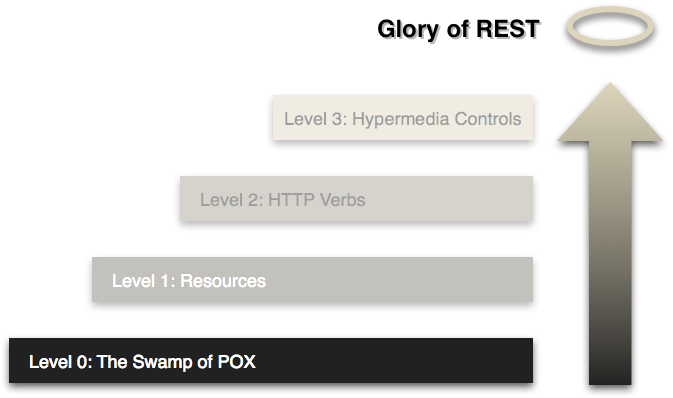 Glory of REST
Level 3: Hypermedia Controls
Level 2: HTTP Verbs
Level 1: Resources
Level 0: The Swamp of POX